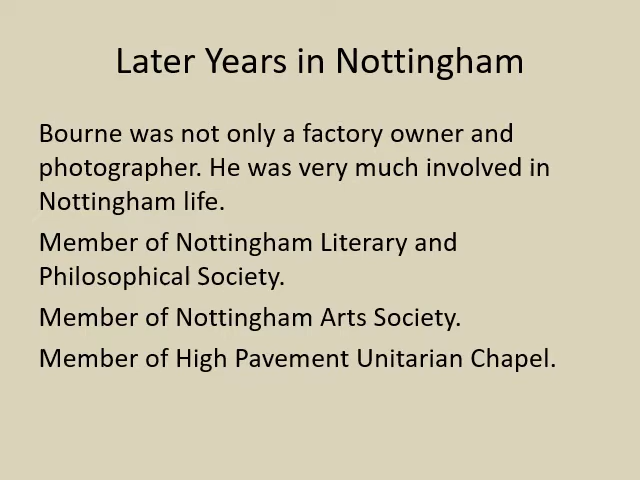 Later Years in Nottingham
Bourne was not only a factory owner and
photographer. He was very much involved in
Nottingham life.
Member of Nottingham Literary and
Philosophical Society.
Member of Nottingham Arts Society.
Member of High Pavement Unitarian Chapel.